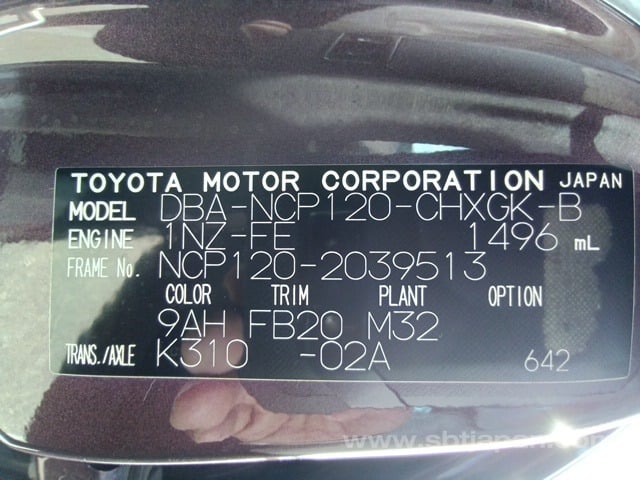 TOYOTA MOTOR CORPORATION JAPAN
MODEL DBA-NCP120-CHXGK-B
ENGINE 1NZ-FE 1496 mL
FRAME No. NCP120-2039513
COLOR TRIM PLANT OPTION
9AH FB20 M32
TRANS./AXLE K310 -02A 642
www.sbtjapan.com